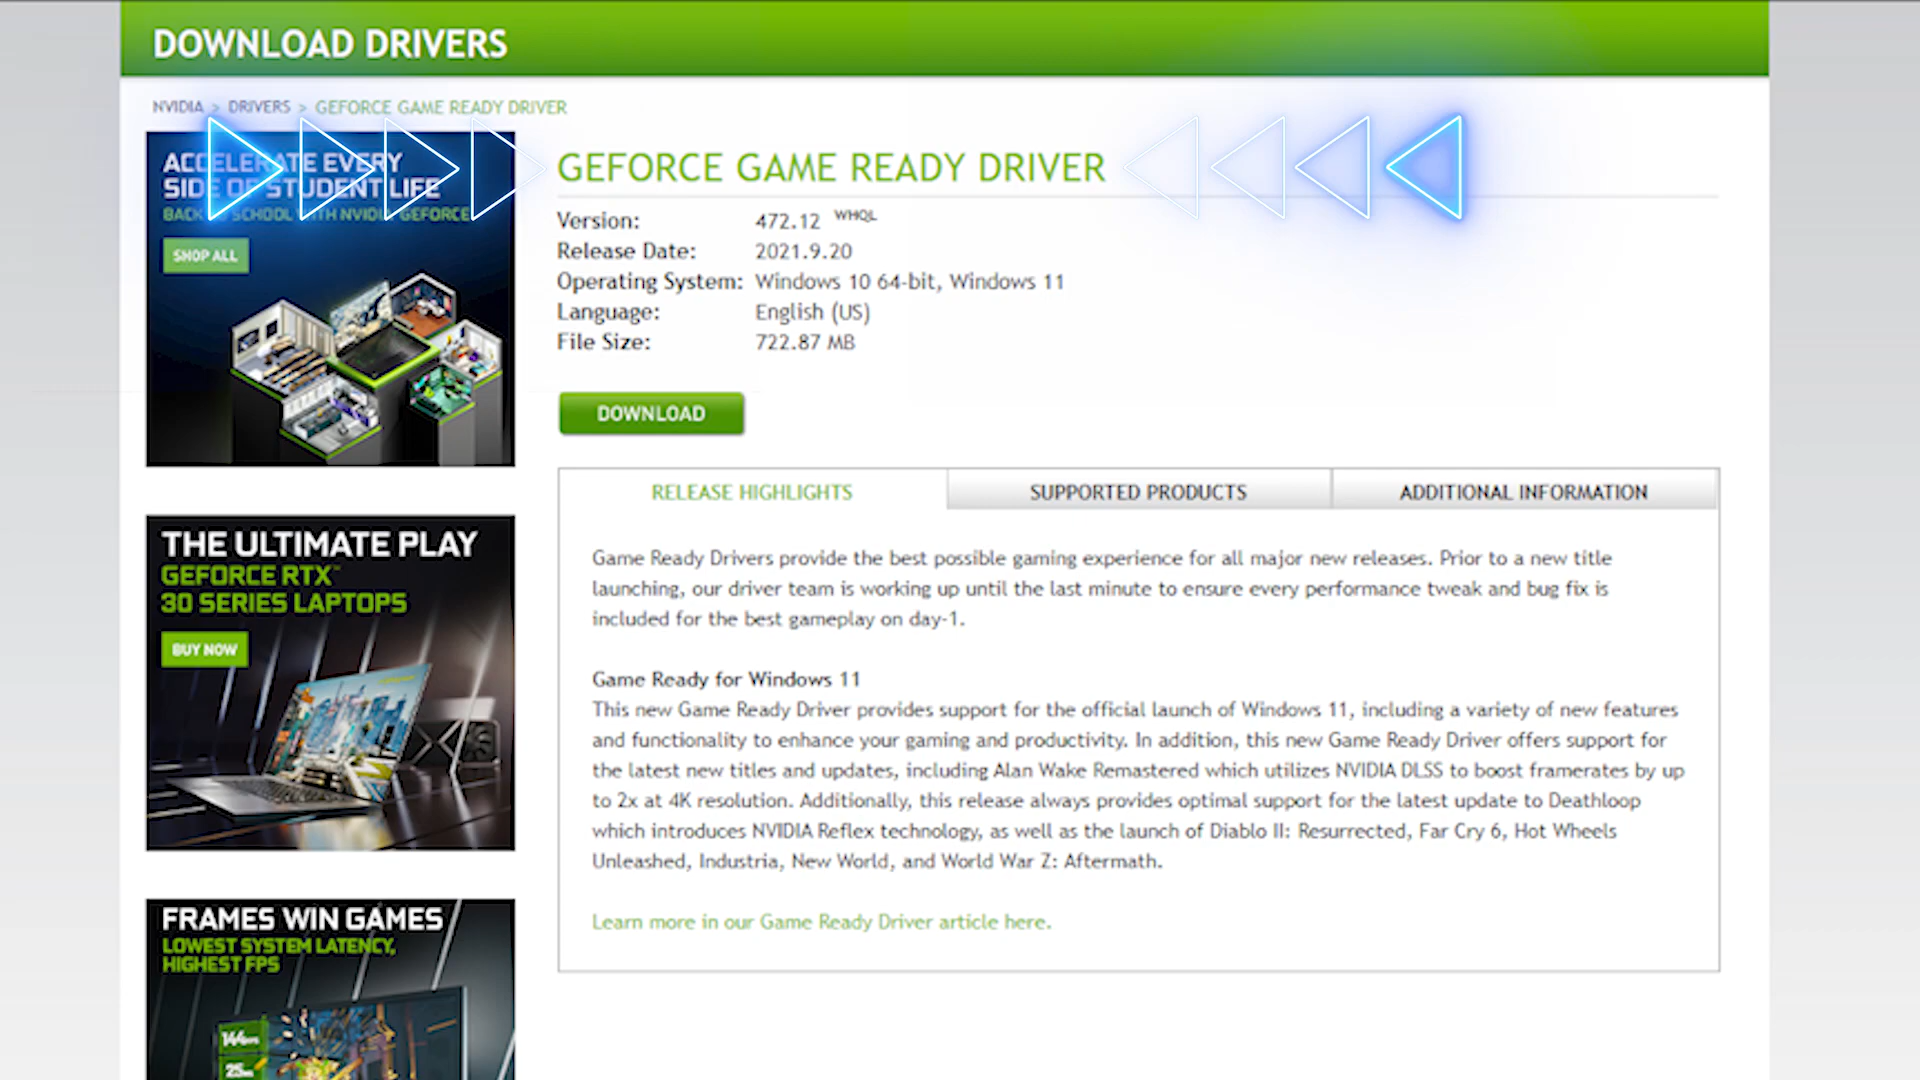 DOWNLOAD DRIVERS
NVIDIA > DRIVERS > GEFORCE GAME READY DRIVER
ACCELERATE EVERY
SIDE OF STUDENT LIFE
BACK TO SCHOOL WITH NVIDIA GEFORCE
SHOP ALL
GEFORCE GAME READY DRIVER
Version: 472.12 WHQL
Release Date: 2021.9.20
Operating System: Windows 10 64-bit, Windows 11
Language: English (US)
File Size: 722.87 MB
DOWNLOAD
RELEASE HIGHLIGHTS SUPPORTED PRODUCTS ADDITIONAL INFORMATION
Game Ready Drivers provide the best possible gaming experience for all major new releases. Prior to a new title
launching, our driver team is working up until the last minute to ensure every performance tweak and bug fix is
included for the best gameplay on day-1.
Game Ready for Windows 11
This new Game Ready Driver provides support for the official launch of Windows 11, including a variety of new features
and functionality to enhance your gaming and productivity. In addition, this new Game Ready Driver offers support for
the latest new titles and updates, including Alan Wake Remastered which utilizes NVIDIA DLSS to boost framerates by up
to 2x at 4K resolution. Additionally, this release always provides optimal support for the latest update to Deathloop
which introduces NVIDIA Reflex technology, as well as the launch of Diablo II: Resurrected, Far Cry 6, Hot Wheels
Unleashed, Industria, New World, and World War Z: Aftermath.
Learn more in our Game Ready Driver article here.
THE ULTIMATE PLAY
GEFORCE RTX™
30 SERIES LAPTOPS
BUY NOW
FRAMES WIN GAMES
LOWEST SYSTEM LATENCY,
HIGHEST FPS
144FPS
25ms